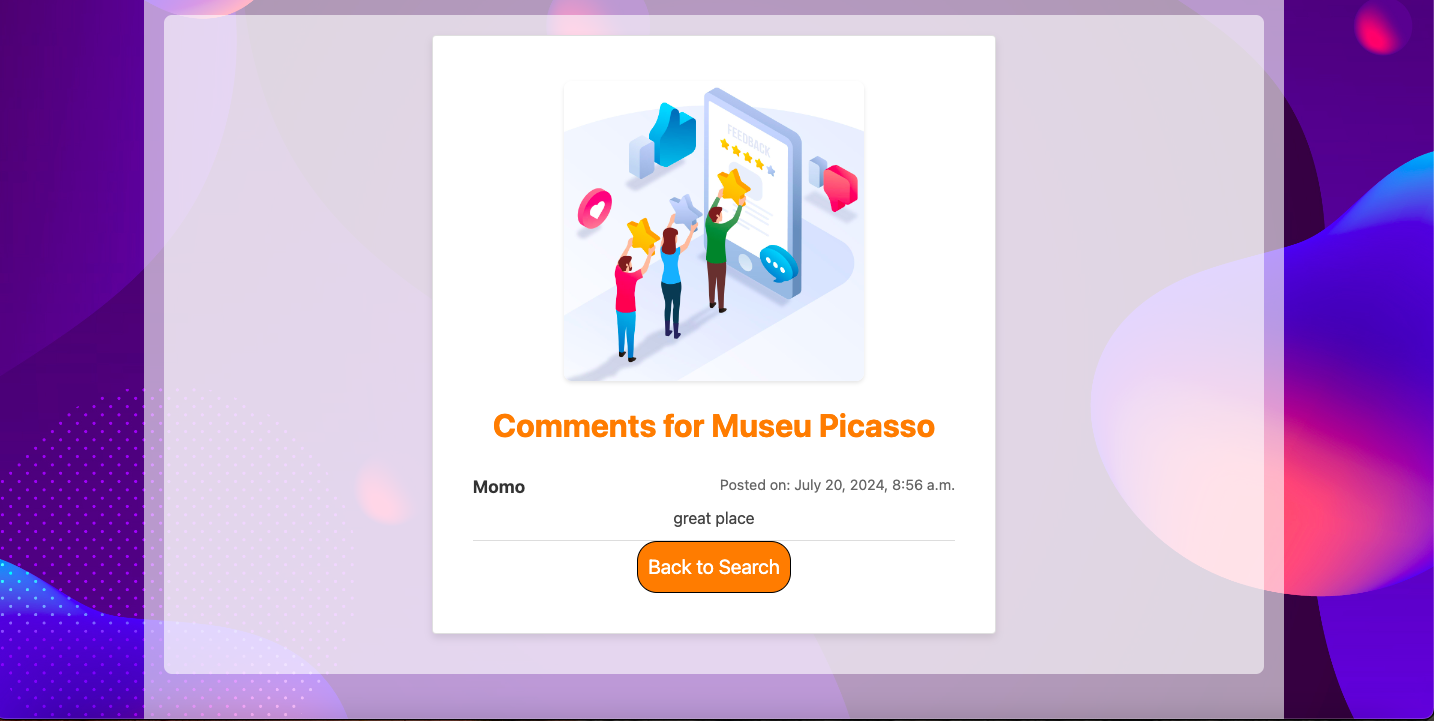 FEEDBACK
Comments for Museu Picasso
Momo
Posted on: July 20, 2024, 8:56 a.m.
great place
Back to Search